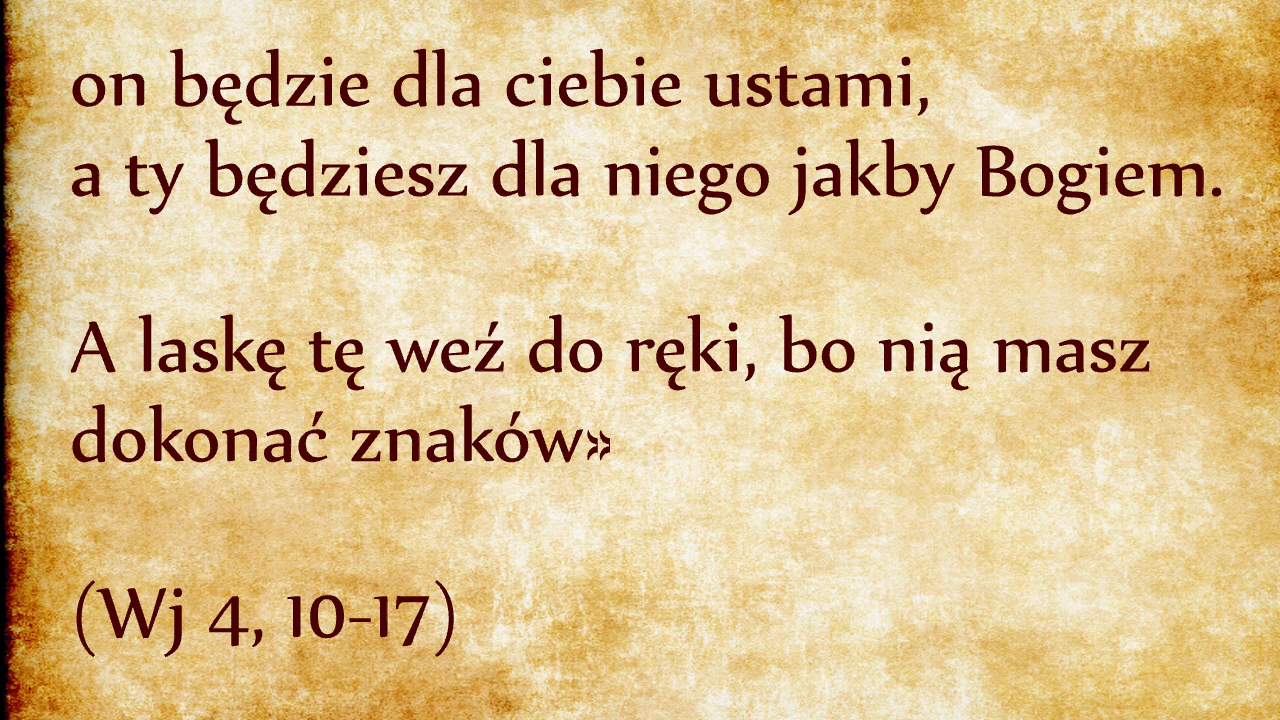 on będzie dla ciebie ustami,
a ty będziesz dla niego jakby Bogiem.
A laskę tę weź do ręki, bo nią masz
dokonać znaków»
(Wj 4, 10-17)